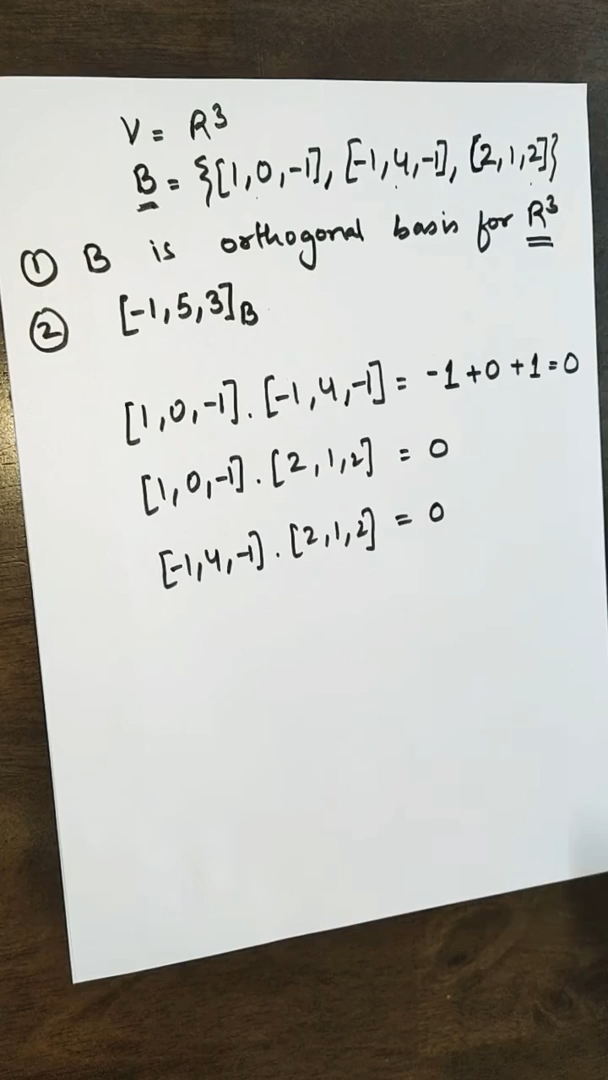 V = R³
B = {[1,0,-1], [-1,4,-1], [2,1,2]}
① B is orthogonal basis for R³
② [-1,5,3]_B
[1,0,-1] . [-1,4,-1] = -1 +0 +1 = 0
[1,0,-1] . [2,1,2] = 0
[-1,4,-1] . [2,1,2] = 0